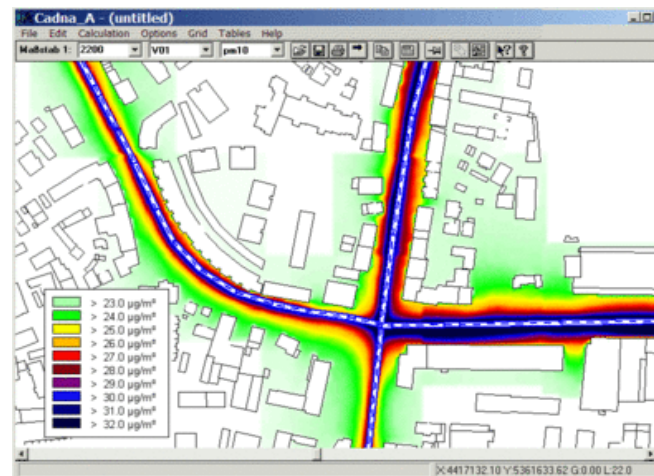 Cadna_A - (untitled)
File Edit Calculation Options Grid Tables Help
Maßstab 1: 2200 V01 pm10
> 23.0 µg/m³
> 24.0 µg/m³
> 25.0 µg/m³
> 26.0 µg/m³
> 27.0 µg/m³
> 28.0 µg/m³
> 29.0 µg/m³
> 30.0 µg/m³
> 31.0 µg/m³
> 32.0 µg/m³
X:4417132.10 Y:5361633.62 G:0.00 L:22.0